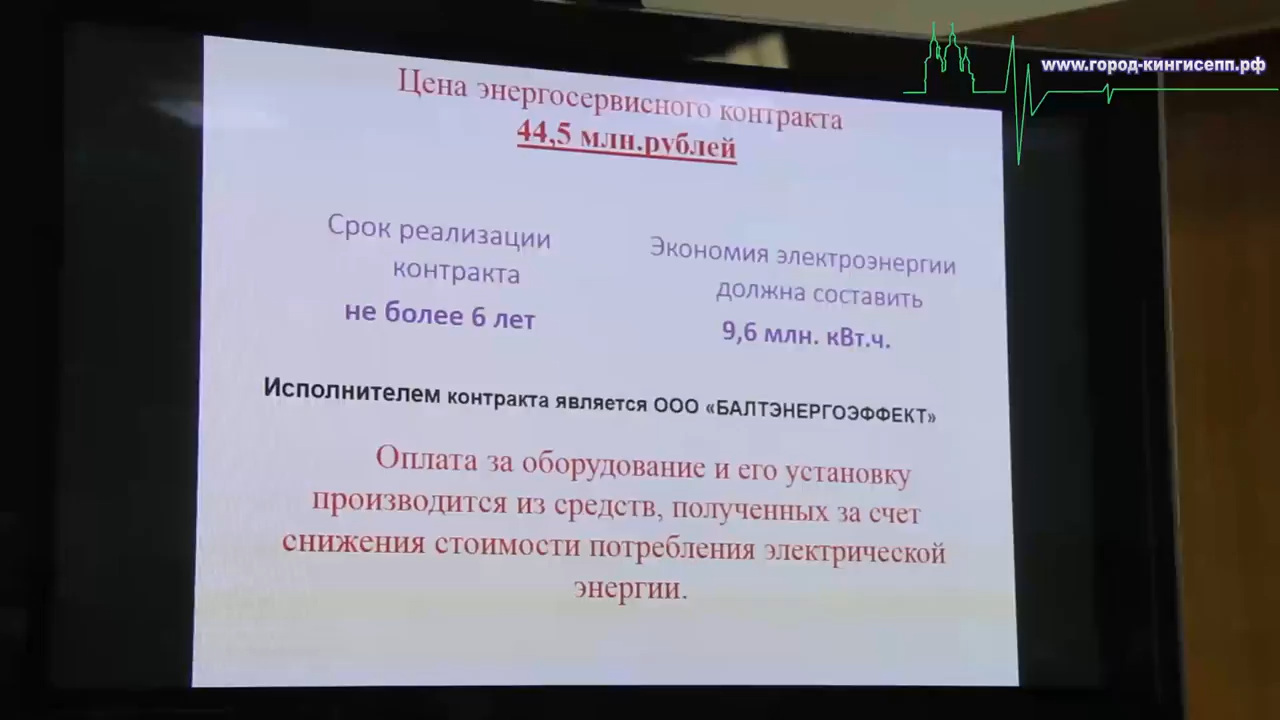 www.город-кингисепп.рф
Цена энергосервисного контракта
44,5 млн.рублей
Срок реализации
контракта
не более 6 лет
Экономия электроэнергии
должна составить
9,6 млн. кВт.ч.
Исполнителем контракта является ООО «БАЛТЭНЕРГОЭФФЕКТ»
Оплата за оборудование и его установку
производится из средств, полученных за счет
снижения стоимости потребления электрической
энергии.